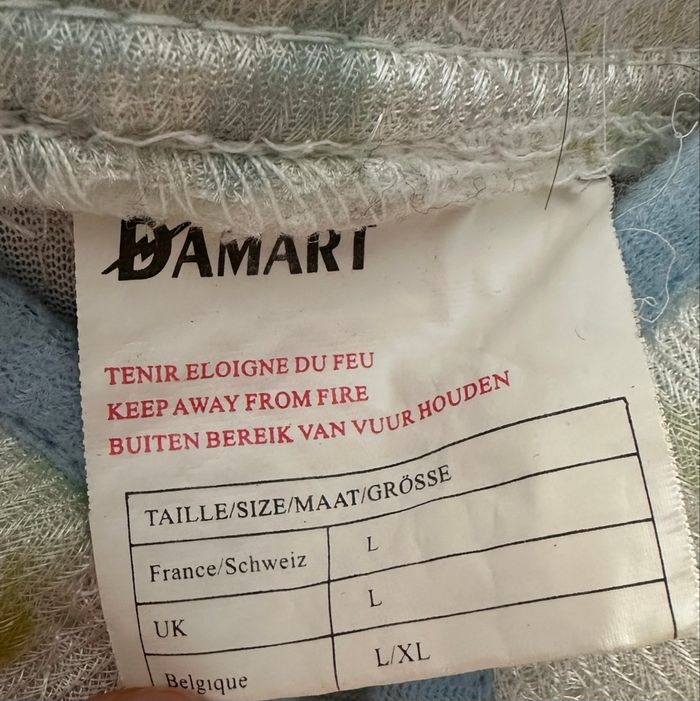 DAMART
TENIR ELOIGNE DU FEU
KEEP AWAY FROM FIRE
BUITEN BEREIK VAN VUUR HOUDEN
TAILLE/SIZE/MAAT/GRÖSSE
France/Schweiz L
UK L
Belgique L/XL